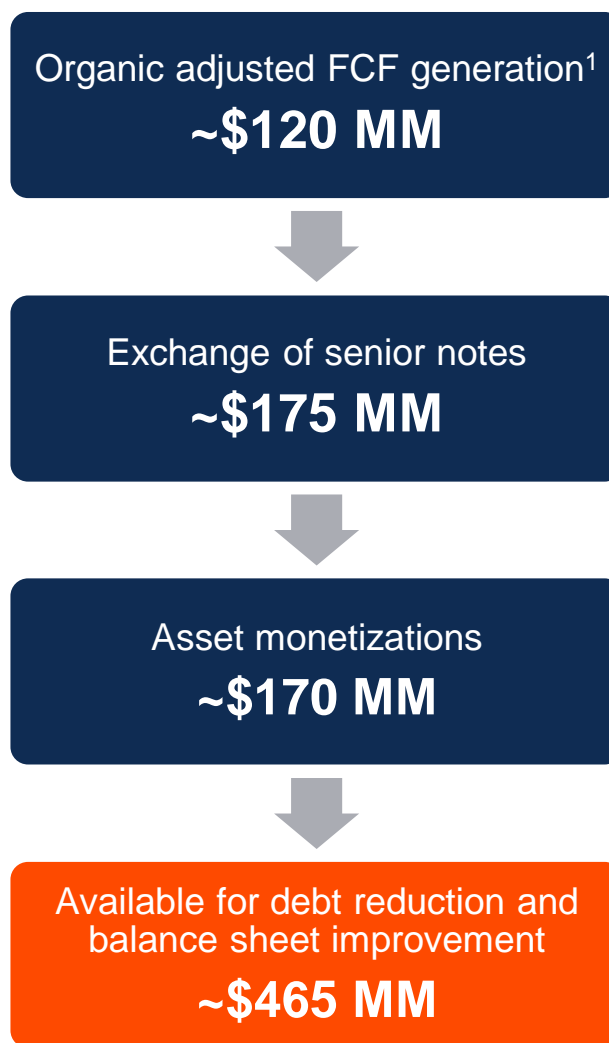 Organic adjusted FCF generation¹
~$120 MM
Exchange of senior notes
~$175 MM
Asset monetizations
~$170 MM
Available for debt reduction and
balance sheet improvement
~$465 MM